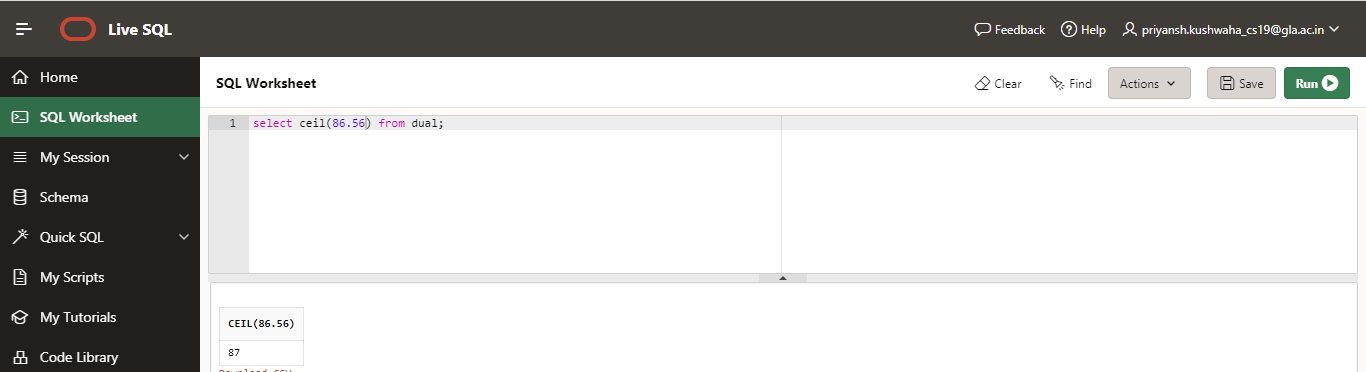 Live SQL
Feedback
Help
priyansh.kushwaha_cs19@gla.ac.in
Home
SQL Worksheet
My Session
Schema
Quick SQL
My Scripts
My Tutorials
Code Library
SQL Worksheet
Clear
Find
Actions
Save
Run
1 select ceil(86.56) from dual;
CEIL(86.56)
87
Download CSV